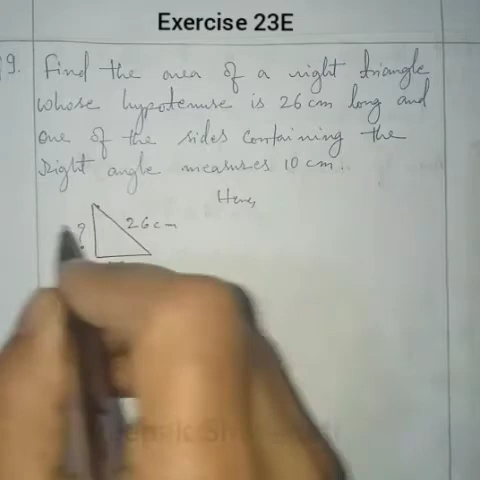 Exercise 23E
9. Find the area of a right triangle
whose hypotenuse is 26 cm long and
one of the sides containing the
right angle measures 10 cm.
Here,
? 26 cm